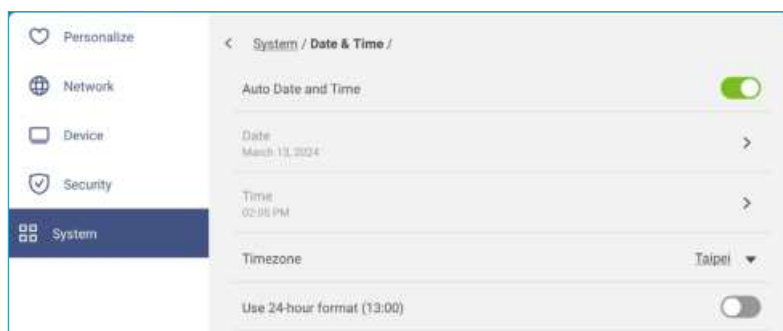 Personalize
Network
Device
Security
System
System / Date & Time /
Auto Date and Time
Date
March 13, 2024
Time
02:05 PM
Timezone Taipei
Use 24-hour format (13:00)